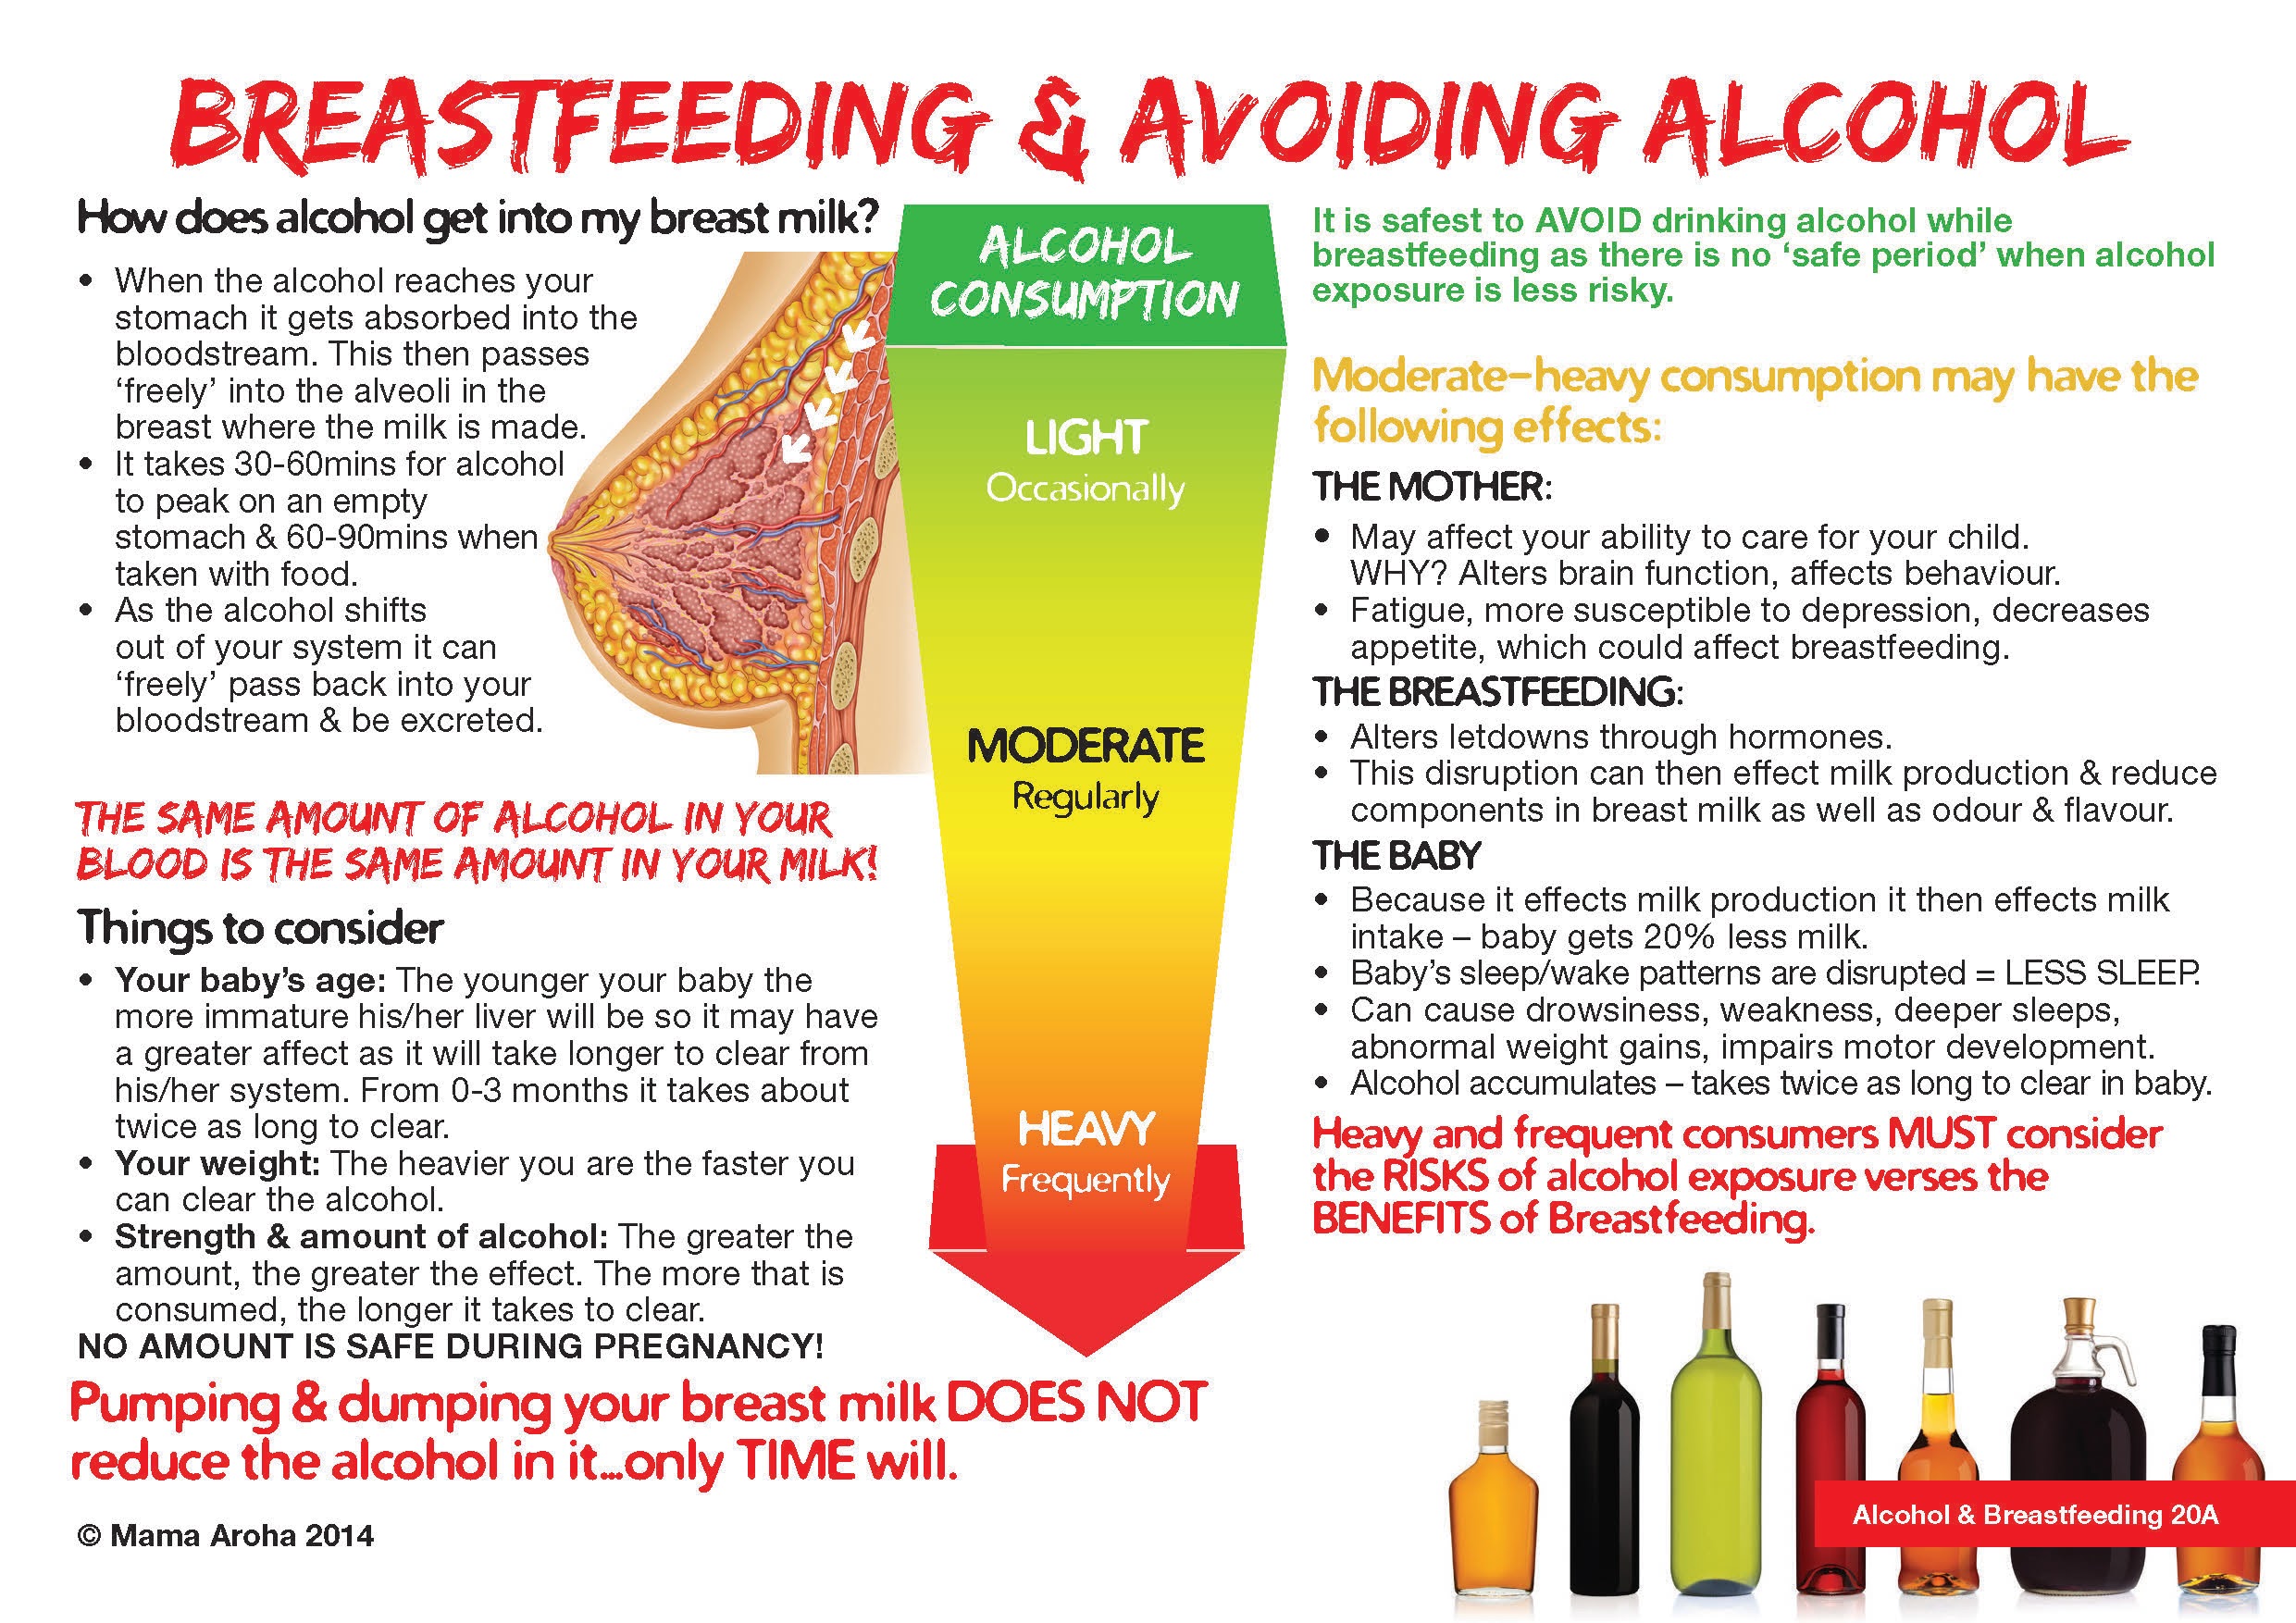 BREASTFEEDING & AVOIDING ALCOHOL
How does alcohol get into my breast milk?
• When the alcohol reaches your
stomach it gets absorbed into the
bloodstream. This then passes
‘freely’ into the alveoli in the
breast where the milk is made.
• It takes 30-60mins for alcohol
to peak on an empty
stomach & 60-90mins when
taken with food.
• As the alcohol shifts
out of your system it can
‘freely’ pass back into your
bloodstream & be excreted.
THE SAME AMOUNT OF ALCOHOL IN YOUR
BLOOD IS THE SAME AMOUNT IN YOUR MILK!
Things to consider
• Your baby’s age: The younger your baby the
more immature his/her liver will be so it may have
a greater affect as it will take longer to clear from
his/her system. From 0-3 months it takes about
twice as long to clear.
• Your weight: The heavier you are the faster you
can clear the alcohol.
• Strength & amount of alcohol: The greater the
amount, the greater the effect. The more that is
consumed, the longer it takes to clear.
NO AMOUNT IS SAFE DURING PREGNANCY!
Pumping & dumping your breast milk DOES NOT
reduce the alcohol in it...only TIME will.
© Mama Aroha 2014
ALCOHOL
CONSUMPTION
LIGHT
Occasionally
MODERATE
Regularly
HEAVY
Frequently
It is safest to AVOID drinking alcohol while
breastfeeding as there is no ‘safe period’ when alcohol
exposure is less risky.
Moderate-heavy consumption may have the
following effects:
THE MOTHER:
• May affect your ability to care for your child.
WHY? Alters brain function, affects behaviour.
• Fatigue, more susceptible to depression, decreases
appetite, which could affect breastfeeding.
THE BREASTFEEDING:
• Alters letdowns through hormones.
• This disruption can then effect milk production & reduce
components in breast milk as well as odour & flavour.
THE BABY
• Because it effects milk production it then effects milk
intake – baby gets 20% less milk.
• Baby’s sleep/wake patterns are disrupted = LESS SLEEP.
• Can cause drowsiness, weakness, deeper sleeps,
abnormal weight gains, impairs motor development.
• Alcohol accumulates – takes twice as long to clear in baby.
Heavy and frequent consumers MUST consider
the RISKS of alcohol exposure verses the
BENEFITS of Breastfeeding.
Alcohol & Breastfeeding 20A